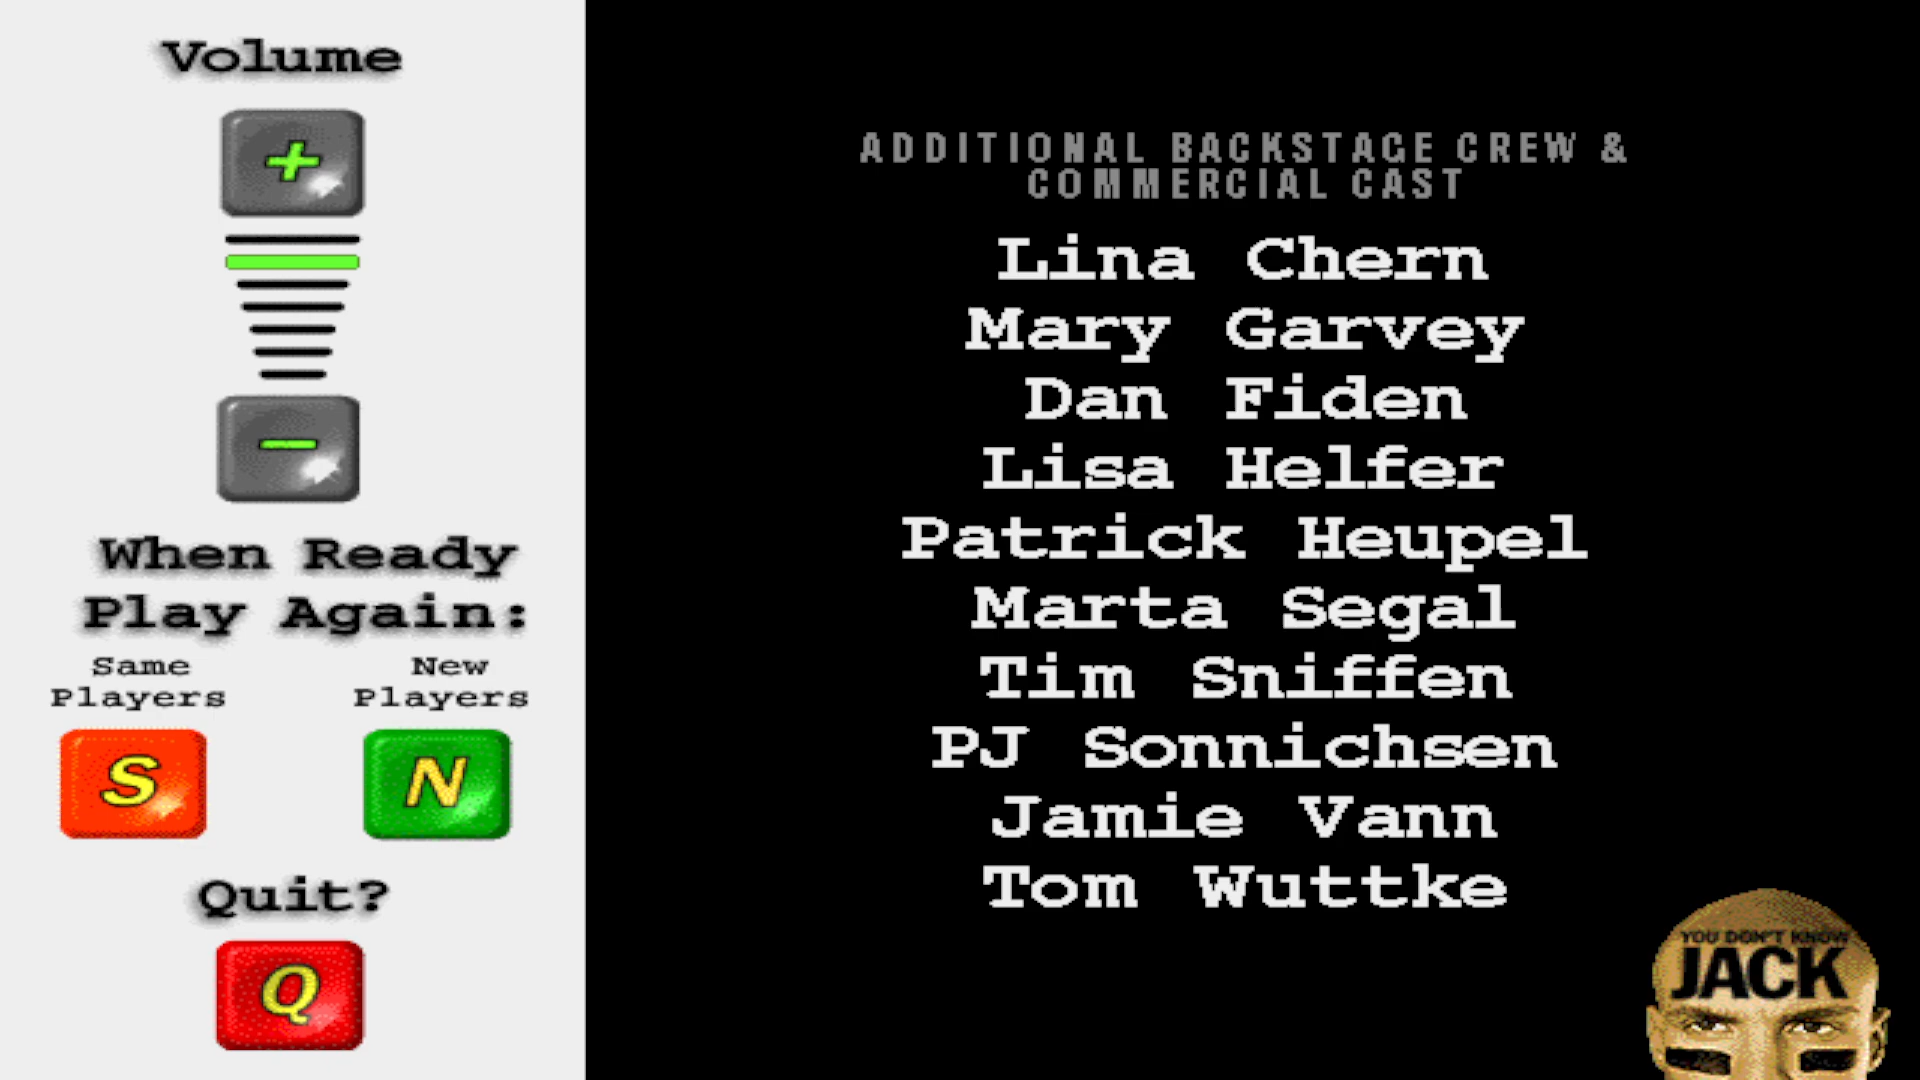 Volume
+
-
When Ready
Play Again:
Same
Players
New
Players
S
N
Quit?
Q
ADDITIONAL BACKSTAGE CREW &
COMMERCIAL CAST
Lina Chern
Mary Garvey
Dan Fiden
Lisa Helfer
Patrick Heupel
Marta Segal
Tim Sniffen
PJ Sonnichsen
Jamie Vann
Tom Wuttke
YOU DON'T KNOW
JACK